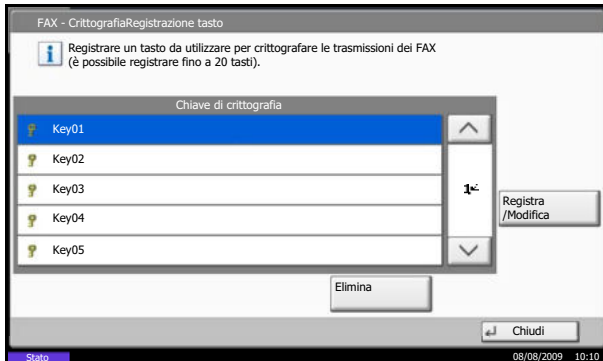 FAX - CrittografiaRegistrazione tasto
Registrare un tasto da utilizzare per crittografare le trasmissioni dei FAX
(è possibile registrare fino a 20 tasti).
Chiave di crittografia
Key01
Key02
Key03
Key04
Key05
Registra
/Modifica
Elimina
Chiudi
Stato
08/08/2009 10:10